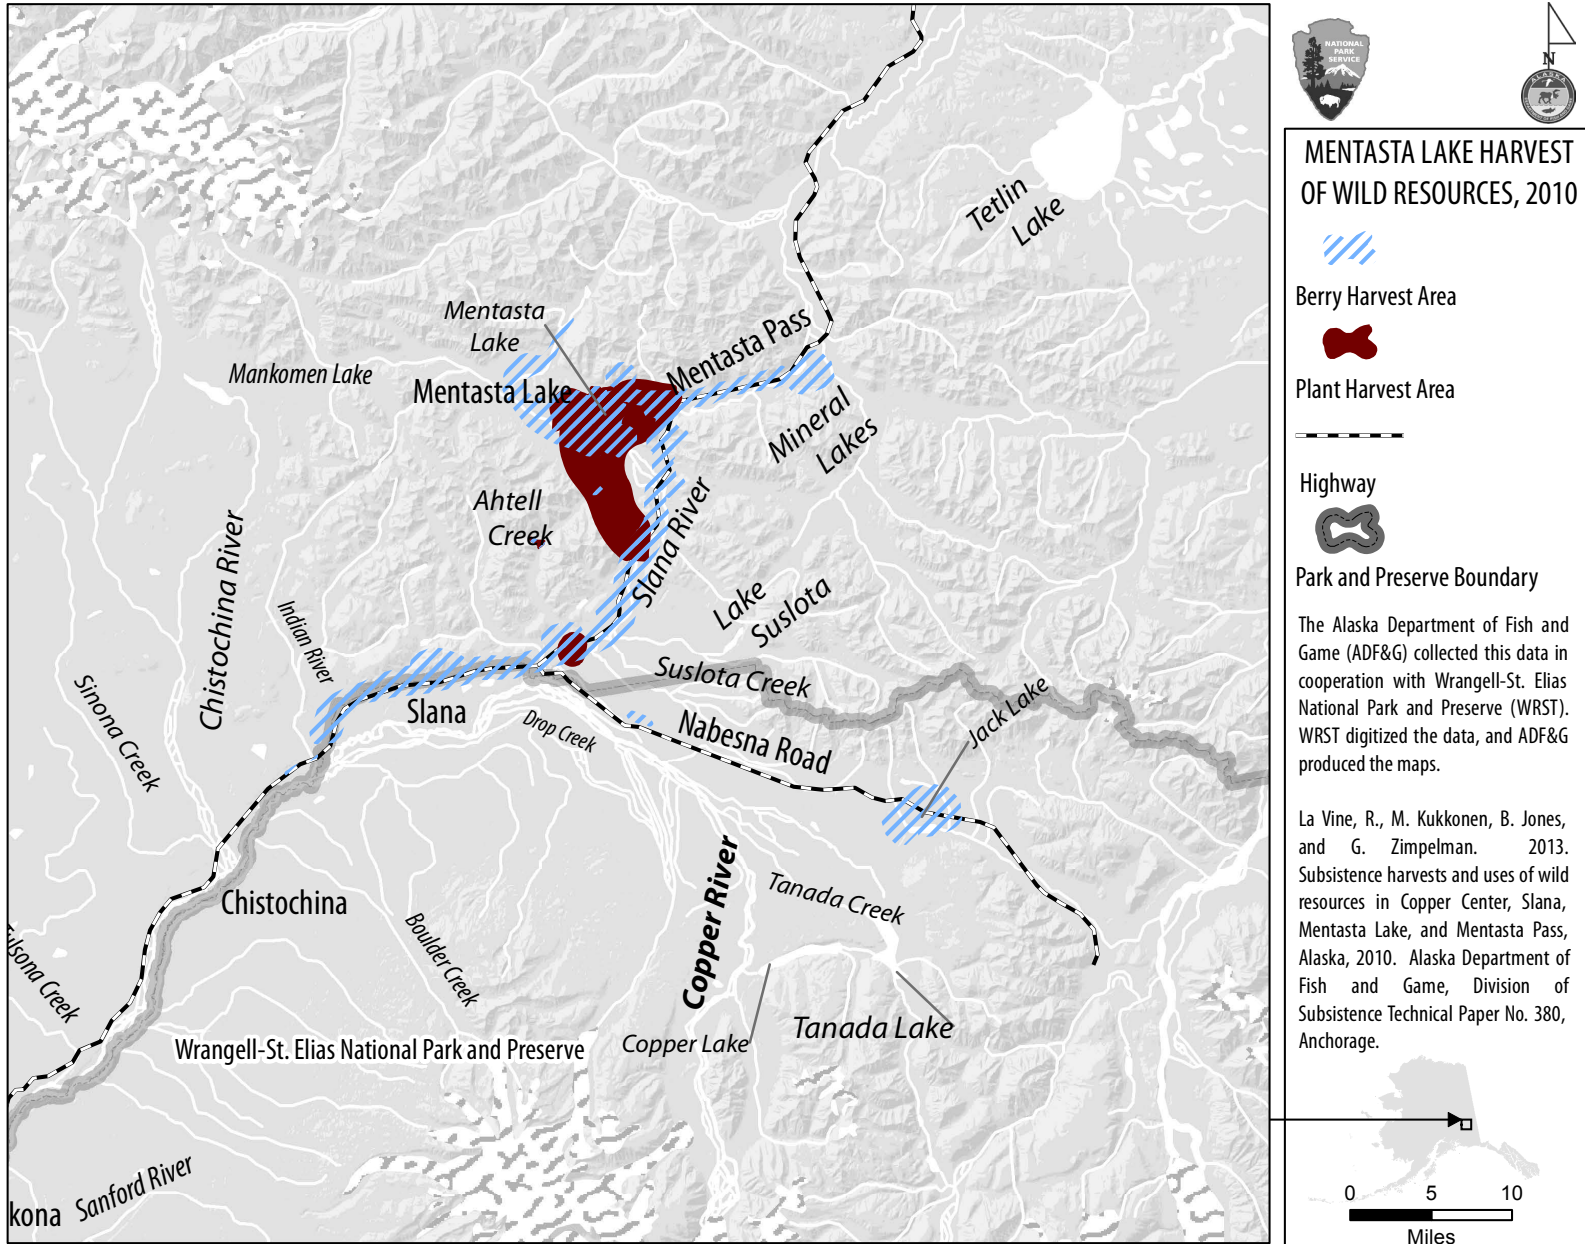 NATIONAL
PARK
SERVICE
N
ALASKA
MENTASTA LAKE HARVEST
OF WILD RESOURCES, 2010
Berry Harvest Area
Plant Harvest Area
Highway
Park and Preserve Boundary
The Alaska Department of Fish and
Game (ADF&G) collected this data in
cooperation with Wrangell-St. Elias
National Park and Preserve (WRST).
WRST digitized the data, and ADF&G
produced the maps.
La Vine, R., M. Kukkonen, B. Jones,
and G. Zimpelman. 2013.
Subsistence harvests and uses of wild
resources in Copper Center, Slana,
Mentasta Lake, and Mentasta Pass,
Alaska, 2010. Alaska Department of
Fish and Game, Division of
Subsistence Technical Paper No. 380,
Anchorage.
0 5 10
Miles
Tetlin
Lake
Mentasta
Lake
Mentasta Pass
Mankomen Lake
Mentasta Lake
Mineral
Lakes
Ahtell
Creek
Slana River
Chistochina River
Indian River
Lake
Suslota
Suslota Creek
Sinona Creek
Slana
Drop Creek
Nabesna Road
Jack Lake
Chistochina
Copper River
Tanada Creek
Boulder Creek
Tulsona Creek
Copper Lake
Tanada Lake
Wrangell-St. Elias National Park and Preserve
Sanford River
kona